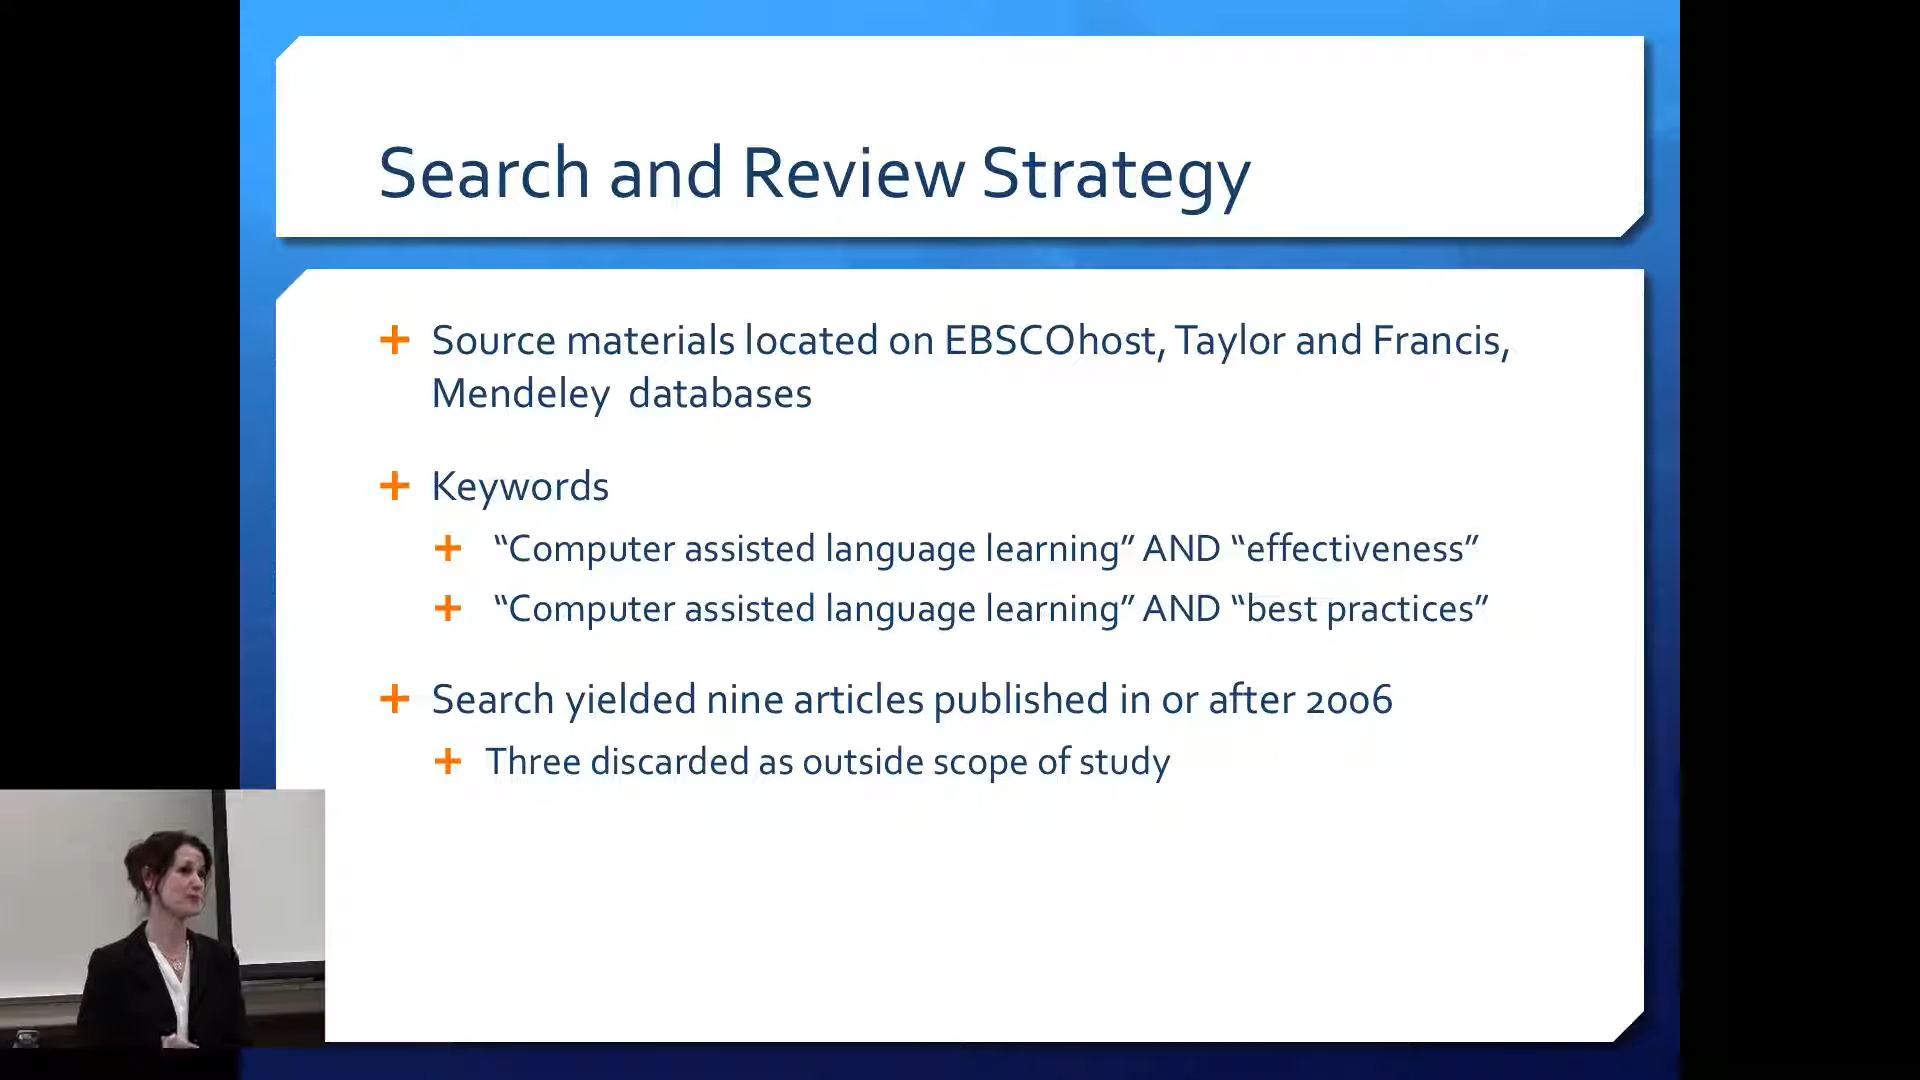 Search and Review Strategy
+ Source materials located on EBSCOhost, Taylor and Francis,
Mendeley  databases
+ Keywords
+ “Computer assisted language learning” AND “effectiveness”
+ “Computer assisted language learning” AND “best practices”
+ Search yielded nine articles published in or after 2006
+ Three discarded as outside scope of study